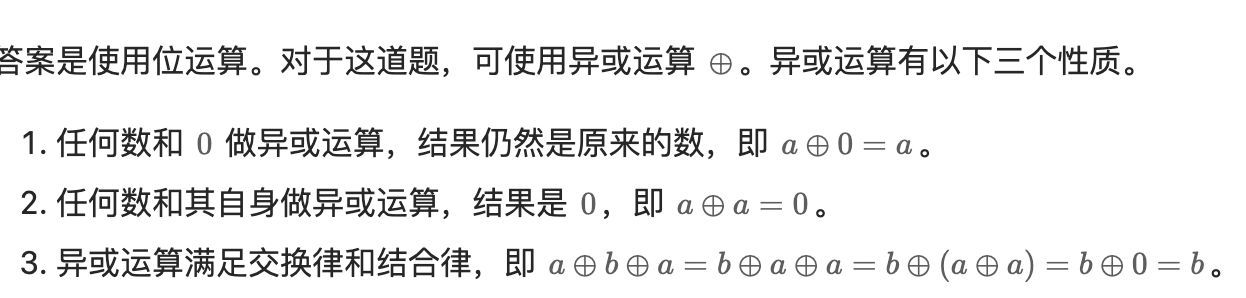 答案是使用位运算。对于这道题，可使用异或运算 ⊕。异或运算有以下三个性质。
1. 任何数和 0 做异或运算，结果仍然是原来的数，即 a ⊕ 0 = a。
2. 任何数和其自身做异或运算，结果是 0，即 a ⊕ a = 0。
3. 异或运算满足交换律和结合律，即 a ⊕ b ⊕ a = b ⊕ a ⊕ a = b ⊕ (a ⊕ a) = b ⊕ 0 = b。